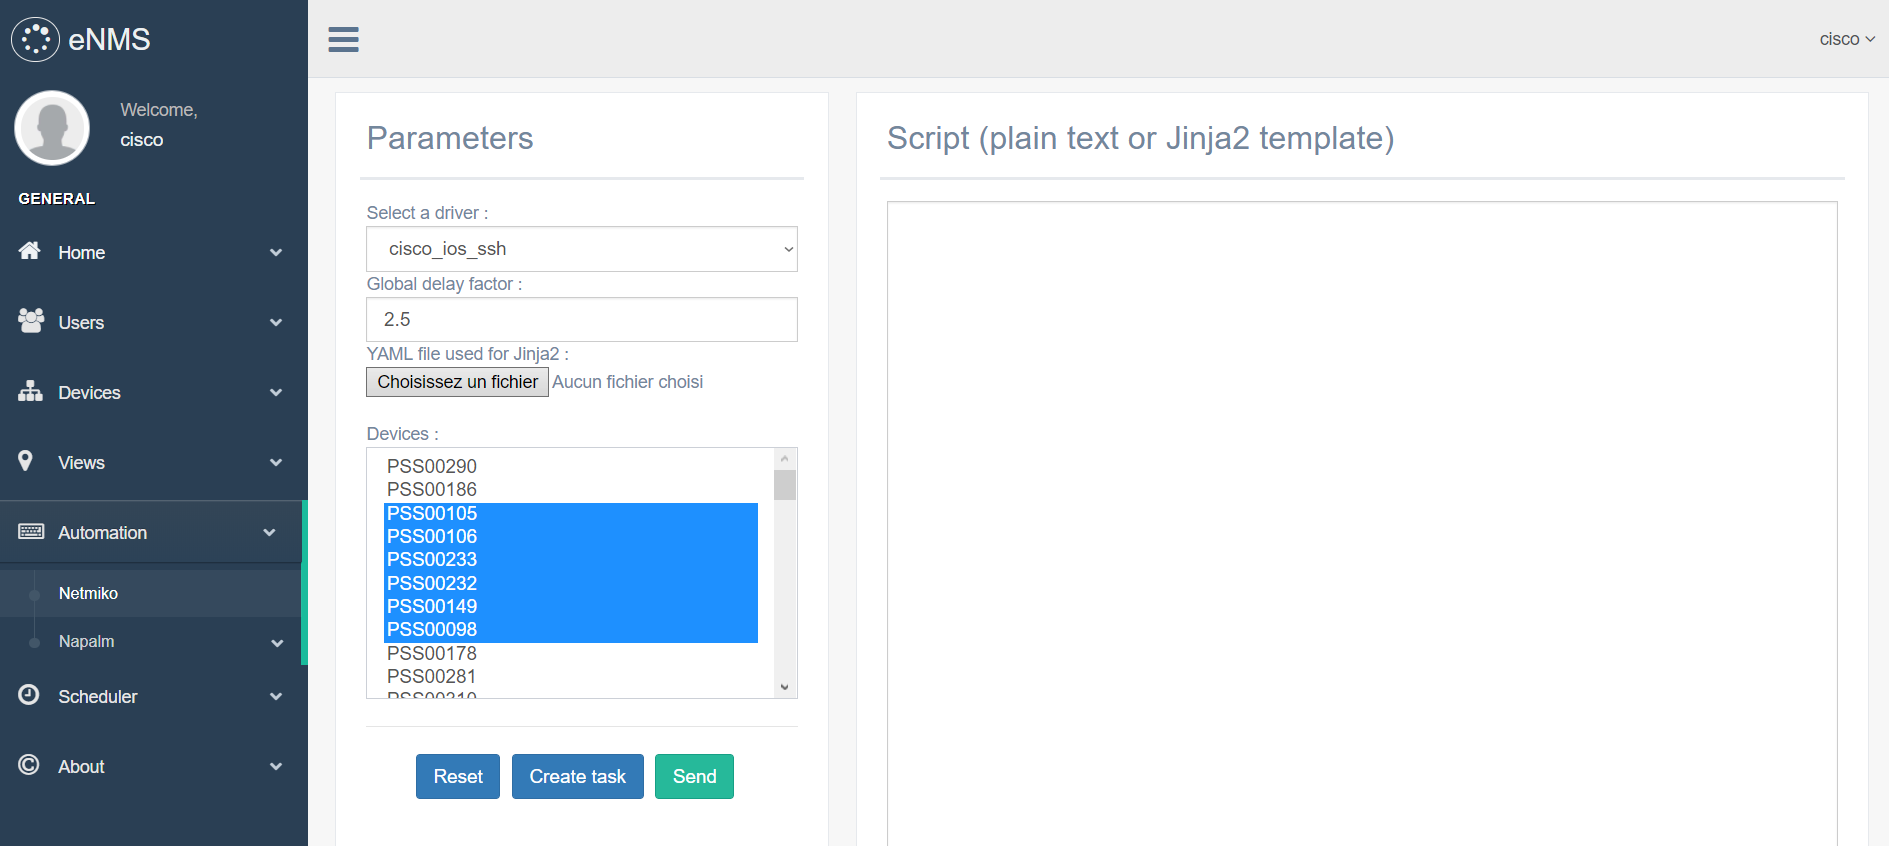 eNMS
cisco
Welcome,
cisco
GENERAL
Home
Users
Devices
Views
Automation
Netmiko
Napalm
Scheduler
About
Parameters
Select a driver :
cisco_ios_ssh
Global delay factor :
2.5
YAML file used for Jinja2 :
Choisissez un fichier Aucun fichier choisi
Devices :
PSS00290
PSS00186
PSS00105
PSS00106
PSS00233
PSS00232
PSS00149
PSS00098
PSS00178
PSS00281
PSS00310
Reset Create task Send
Script (plain text or Jinja2 template)